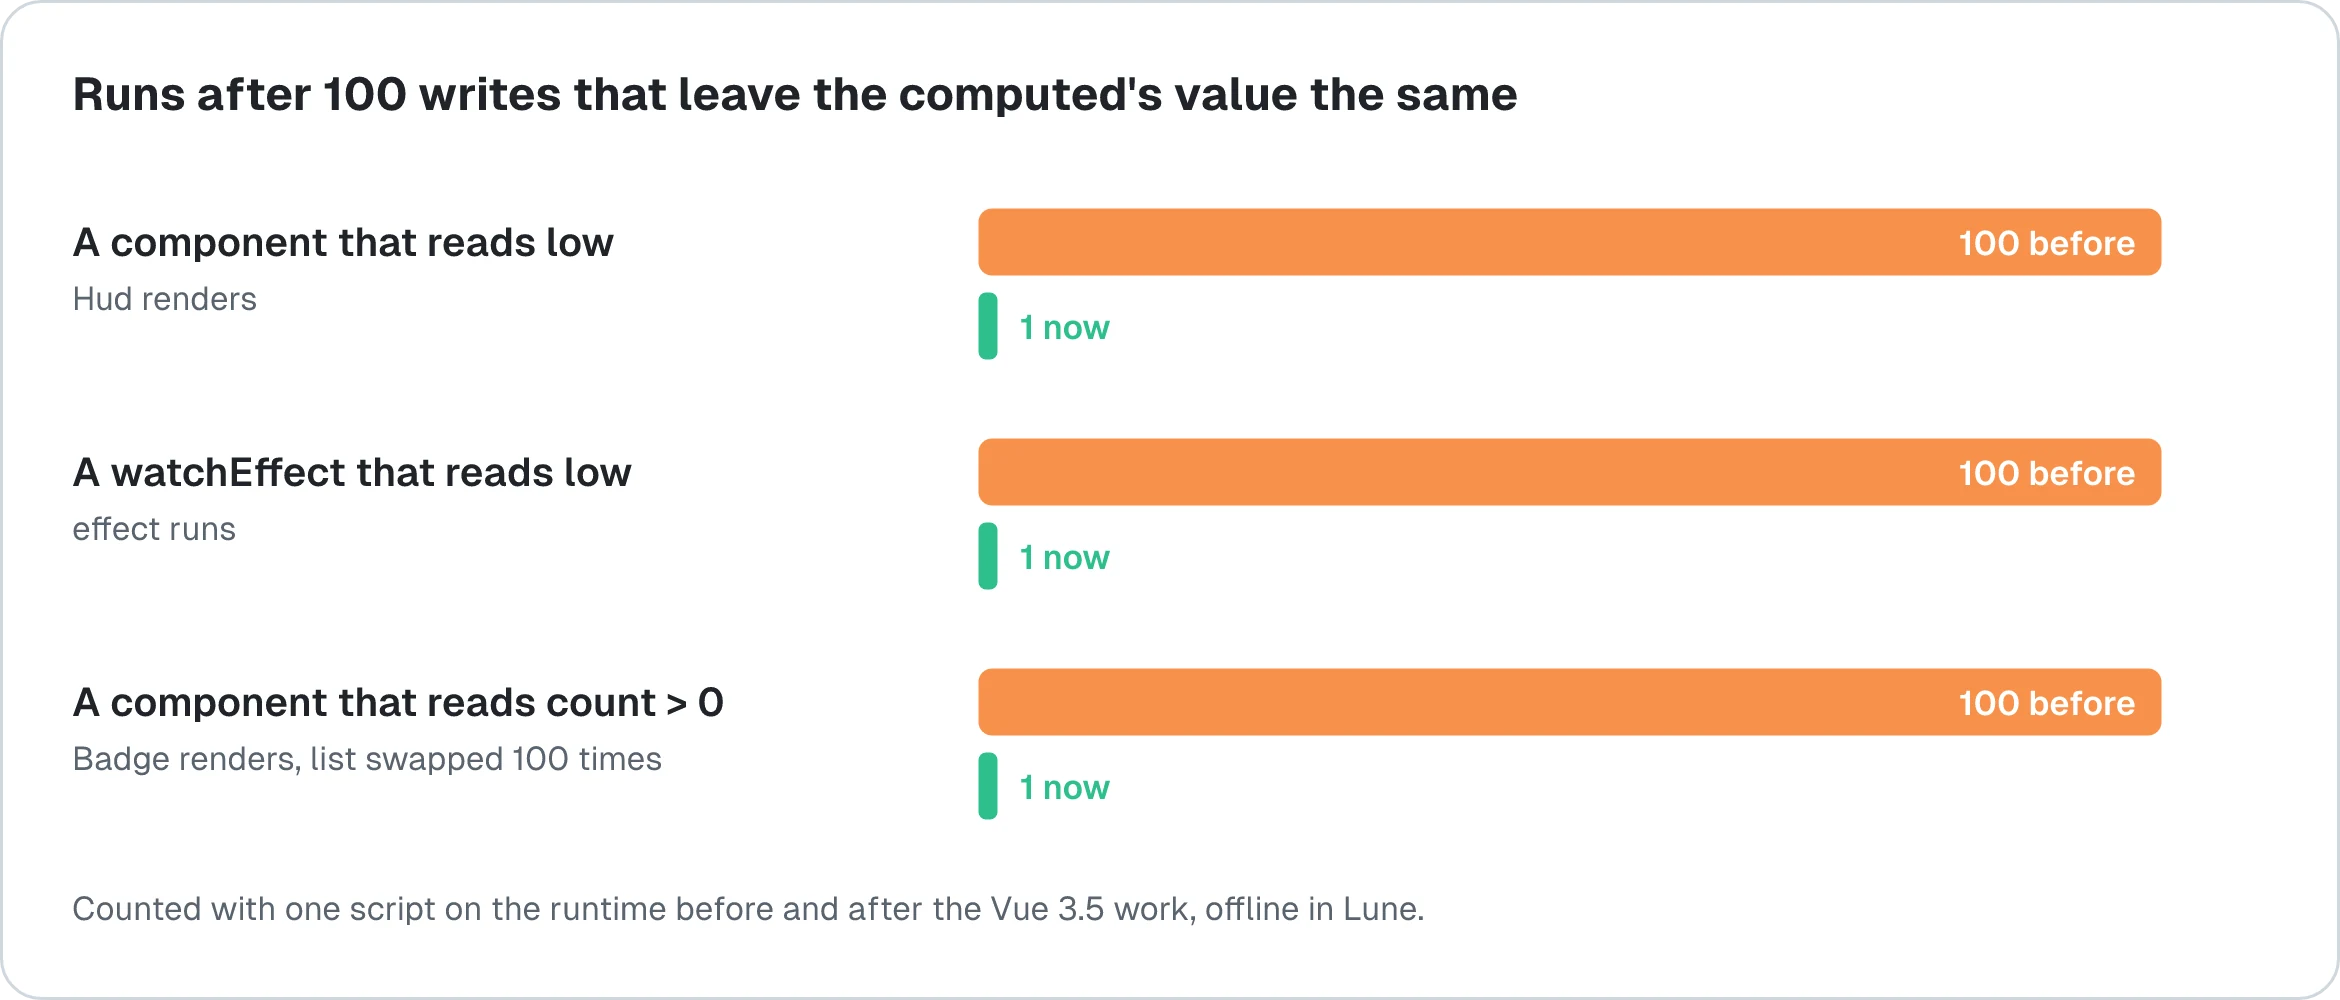 Runs after 100 writes that leave the computed's value the same
A component that reads low
Hud renders
100 before
1 now
A watchEffect that reads low
effect runs
100 before
1 now
A component that reads count > 0
Badge renders, list swapped 100 times
100 before
1 now
Counted with one script on the runtime before and after the Vue 3.5 work, offline in Lune.